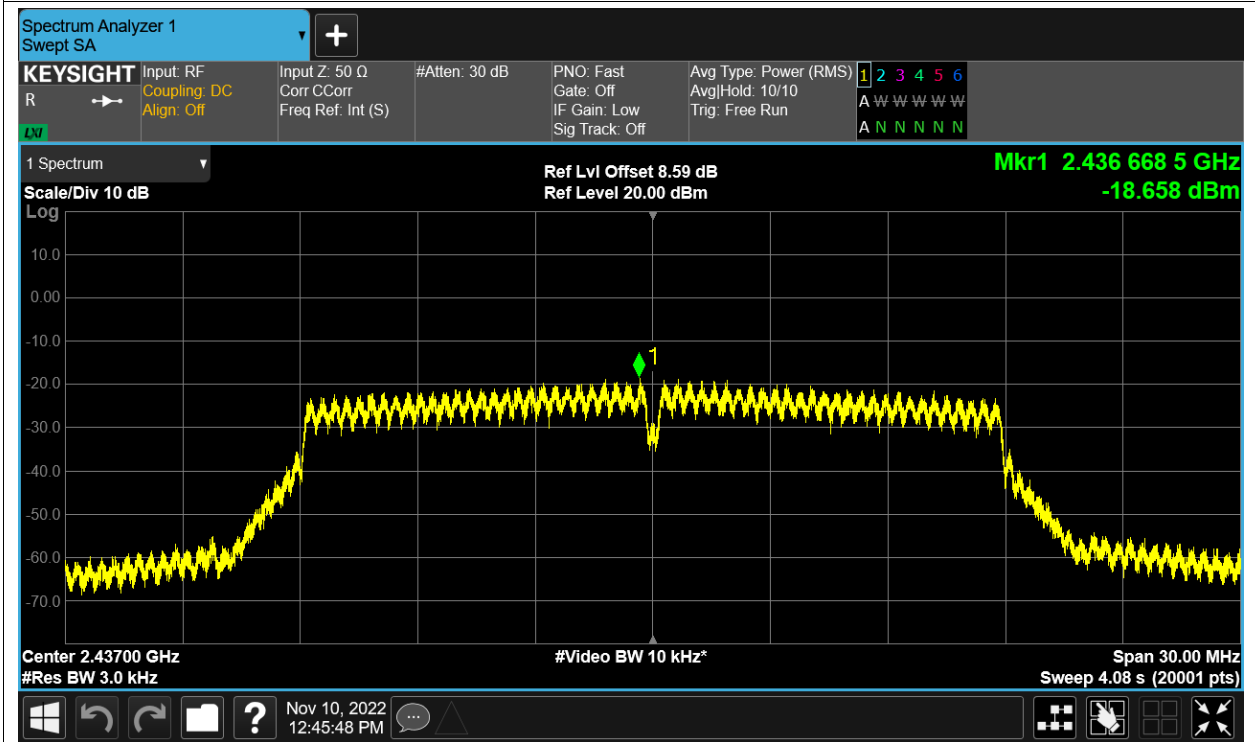 Spectrum Analyzer 1
Swept SA
KEYSIGHT
R
LXI
Input: RF
Coupling: DC
Align: Off
Input Z: 50 Ω
Corr CCorr
Freq Ref: Int (S)
#Atten: 30 dB
PNO: Fast
Gate: Off
IF Gain: Low
Sig Track: Off
Avg Type: Power (RMS)
Avg|Hold: 10/10
Trig: Free Run
1 2 3 4 5 6
A W W W W W
A N N N N N
1 Spectrum
Scale/Div 10 dB
Log
Ref Lvl Offset 8.59 dB
Ref Level 20.00 dBm
Mkr1 2.436 668 5 GHz
-18.658 dBm
10.0
0.00
-10.0
-20.0
-30.0
-40.0
-50.0
-60.0
-70.0
1
Center 2.43700 GHz
#Res BW 3.0 kHz
#Video BW 10 kHz*
Span 30.00 MHz
Sweep 4.08 s (20001 pts)
?
Nov 10, 2022
12:45:48 PM